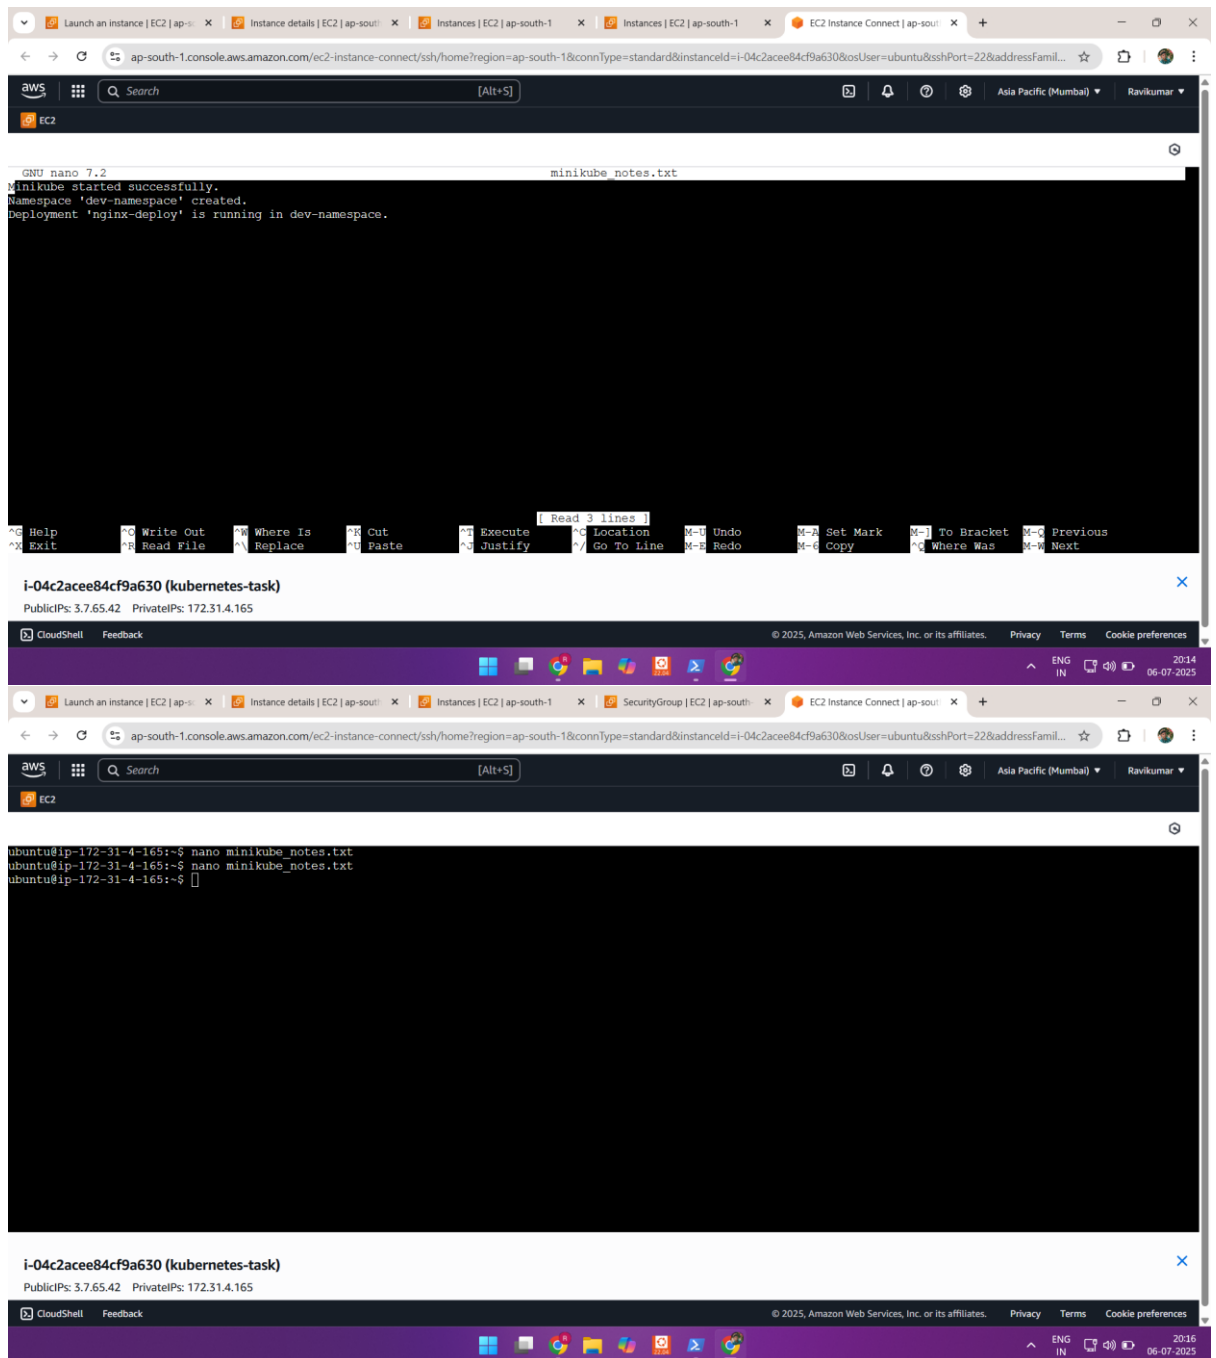 Launch an instance | EC2 | ap-s
Instance details | EC2 | ap-south
Instances | EC2 | ap-south-1
Instances | EC2 | ap-south-1
EC2 Instance Connect | ap-sout
ap-south-1.console.aws.amazon.com/ec2-instance-connect/ssh/home?region=ap-south-1&connType=standard&instanceId=i-04c2acee84cf9a630&osUser=ubuntu&sshPort=22&addressFamil...
aws
Search
[Alt+S]
Asia Pacific (Mumbai)
Ravikumar
EC2
GNU nano 7.2 minikube_notes.txt
Minikube started successfully.
Namespace 'dev-namespace' created.
Deployment 'nginx-deploy' is running in dev-namespace.
[ Read 3 lines ]
^G Help ^O Write Out ^W Where Is ^K Cut ^T Execute ^C Location M-U Undo M-A Set Mark M-] To Bracket M-Q Previous
^X Exit ^R Read File ^\ Replace ^U Paste ^J Justify ^/ Go To Line M-E Redo M-6 Copy ^Q Where Was M-W Next
i-04c2acee84cf9a630 (kubernetes-task)
PublicIPs: 3.7.65.42 PrivateIPs: 172.31.4.165
CloudShell Feedback
© 2025, Amazon Web Services, Inc. or its affiliates. Privacy Terms Cookie preferences
ENG
IN
20:14
06-07-2025
Launch an instance | EC2 | ap-s
Instance details | EC2 | ap-south
Instances | EC2 | ap-south-1
SecurityGroup | EC2 | ap-south-
EC2 Instance Connect | ap-sout
ap-south-1.console.aws.amazon.com/ec2-instance-connect/ssh/home?region=ap-south-1&connType=standard&instanceId=i-04c2acee84cf9a630&osUser=ubuntu&sshPort=22&addressFamil...
aws
Search
[Alt+S]
Asia Pacific (Mumbai)
Ravikumar
EC2
ubuntu@ip-172-31-4-165:~$ nano minikube_notes.txt
ubuntu@ip-172-31-4-165:~$ nano minikube_notes.txt
ubuntu@ip-172-31-4-165:~$
i-04c2acee84cf9a630 (kubernetes-task)
PublicIPs: 3.7.65.42 PrivateIPs: 172.31.4.165
CloudShell Feedback
© 2025, Amazon Web Services, Inc. or its affiliates. Privacy Terms Cookie preferences
ENG
IN
20:16
06-07-2025